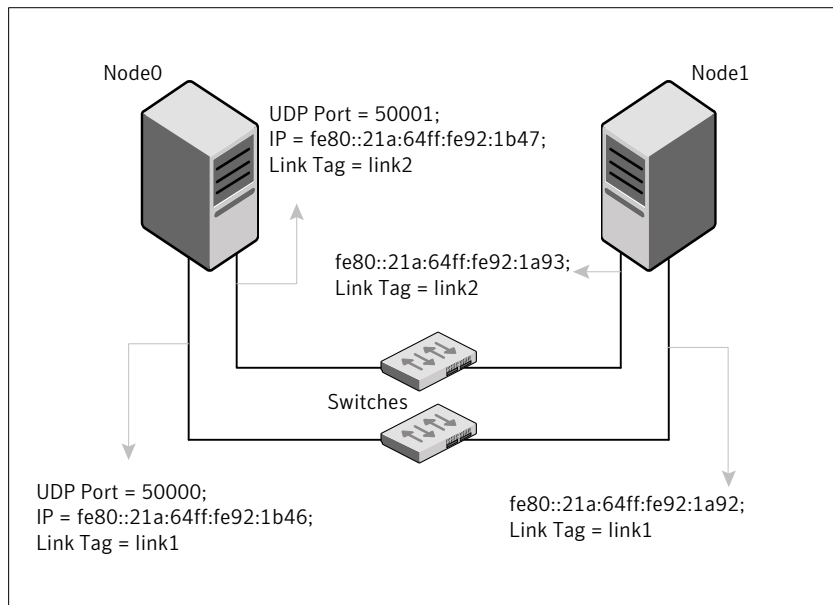 Node0
Node1
UDP Port = 50001;
IP = fe80::21a:64ff:fe92:1b47;
Link Tag = link2
fe80::21a:64ff:fe92:1a93;
Link Tag = link2
Switches
UDP Port = 50000;
IP = fe80::21a:64ff:fe92:1b46;
Link Tag = link1
fe80::21a:64ff:fe92:1a92;
Link Tag = link1